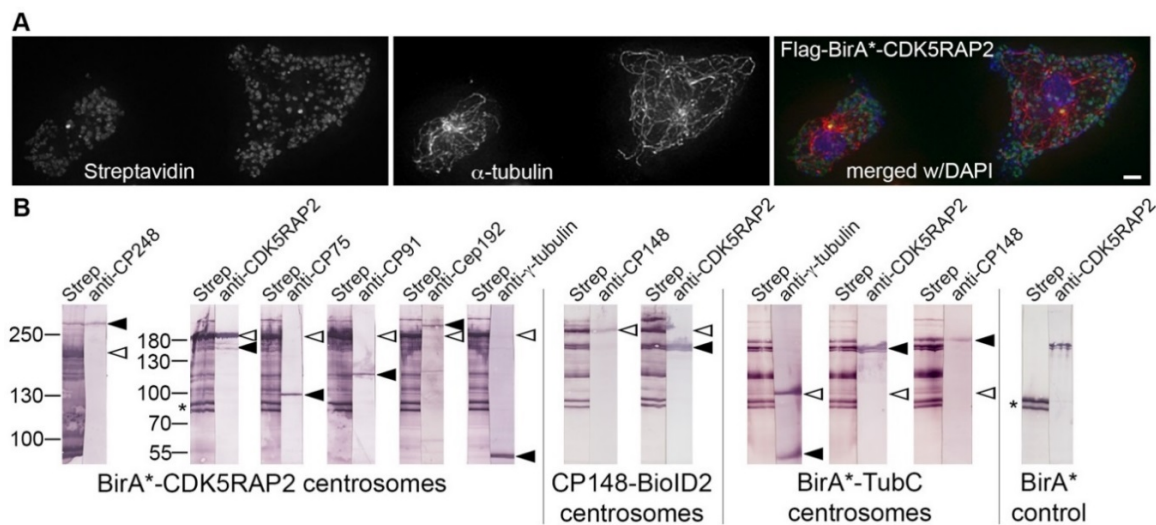 A
Streptavidin
α-tubulin
Flag-BirA*-CDK5RAP2
merged w/DAPI
B
Strep
anti-CP248
Strep
anti-CDK5RAP2
Strep
anti-CP75
Strep
anti-CP91
Strep
anti-Cep192
Strep
anti-γ-tubulin
Strep
anti-CP148
Strep
anti-CDK5RAP2
Strep
anti-γ-tubulin
Strep
anti-CDK5RAP2
Strep
anti-CP148
Strep
anti-CDK5RAP2
250
130
100
180
130
100
*
70
55
*
BirA*-CDK5RAP2 centrosomes
CP148-BioID2
centrosomes
BirA*-TubC
centrosomes
BirA*
control